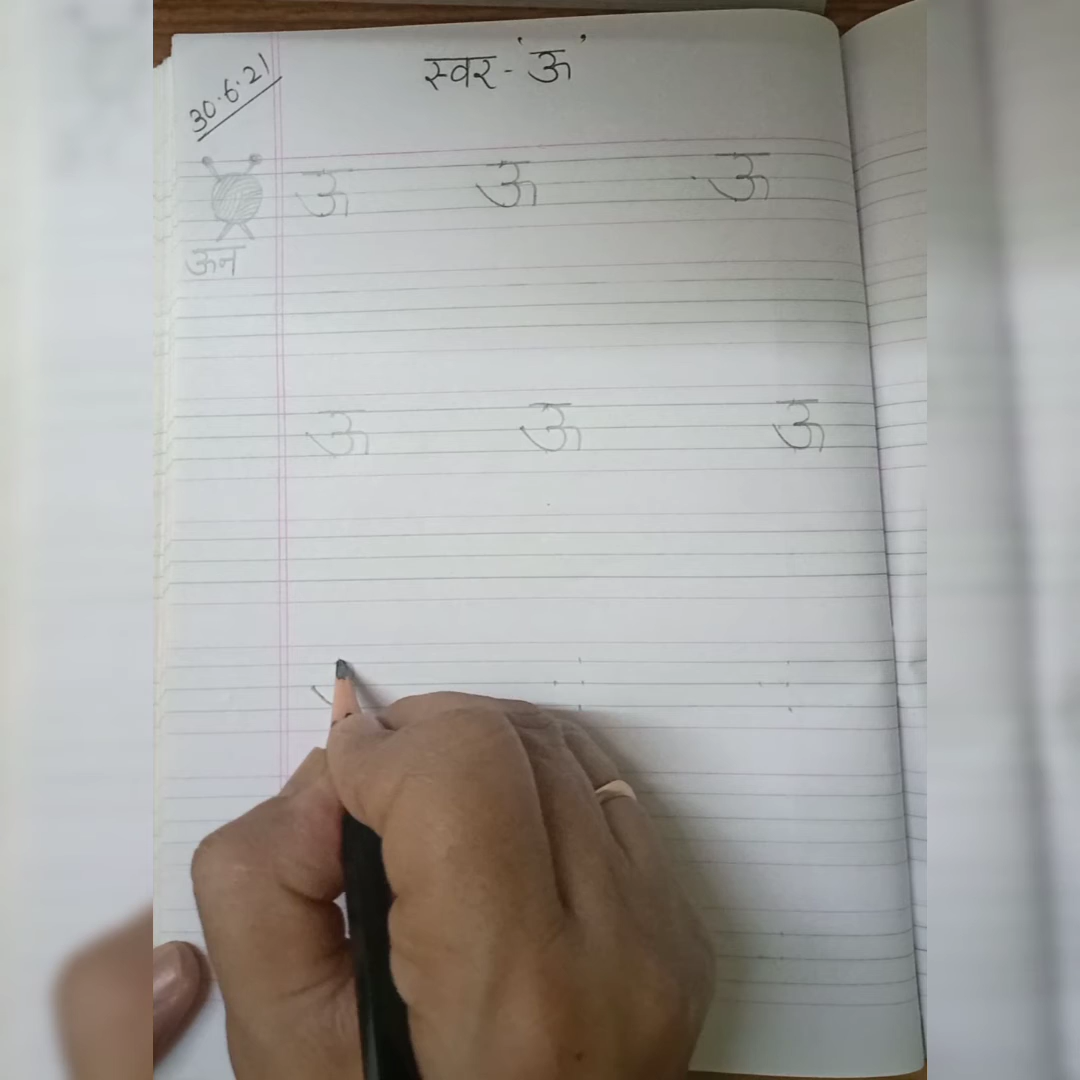 30.6.21
स्वर - 'ऊ'
ऊ ऊ ऊ
ऊन
ऊ ऊ ऊ